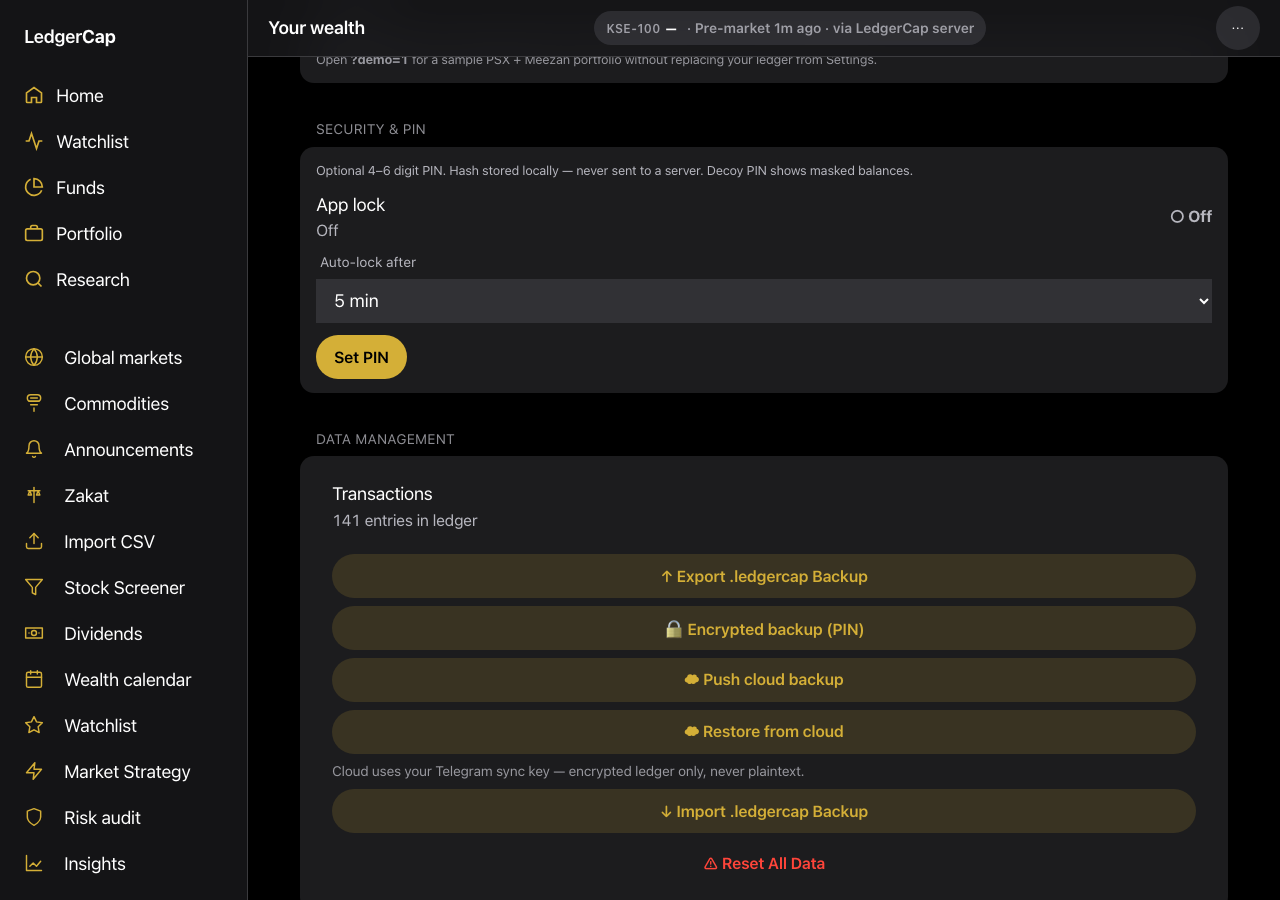 LedgerCap
Home
Watchlist
Funds
Portfolio
Research
Global markets
Commodities
Announcements
Zakat
Import CSV
Stock Screener
Dividends
Wealth calendar
Watchlist
Market Strategy
Risk audit
Insights
Your wealth
KSE-100 — · Pre-market 1m ago · via LedgerCap server
...
Open ?demo=1 for a sample PSX + Meezan portfolio without replacing your ledger from Settings.
SECURITY & PIN
Optional 4–6 digit PIN. Hash stored locally — never sent to a server. Decoy PIN shows masked balances.
App lock
Off
Off
Auto-lock after
5 min
Set PIN
DATA MANAGEMENT
Transactions
141 entries in ledger
↑ Export .ledgercap Backup
🔒 Encrypted backup (PIN)
☁ Push cloud backup
☁ Restore from cloud
Cloud uses your Telegram sync key — encrypted ledger only, never plaintext.
↓ Import .ledgercap Backup
⚠ Reset All Data